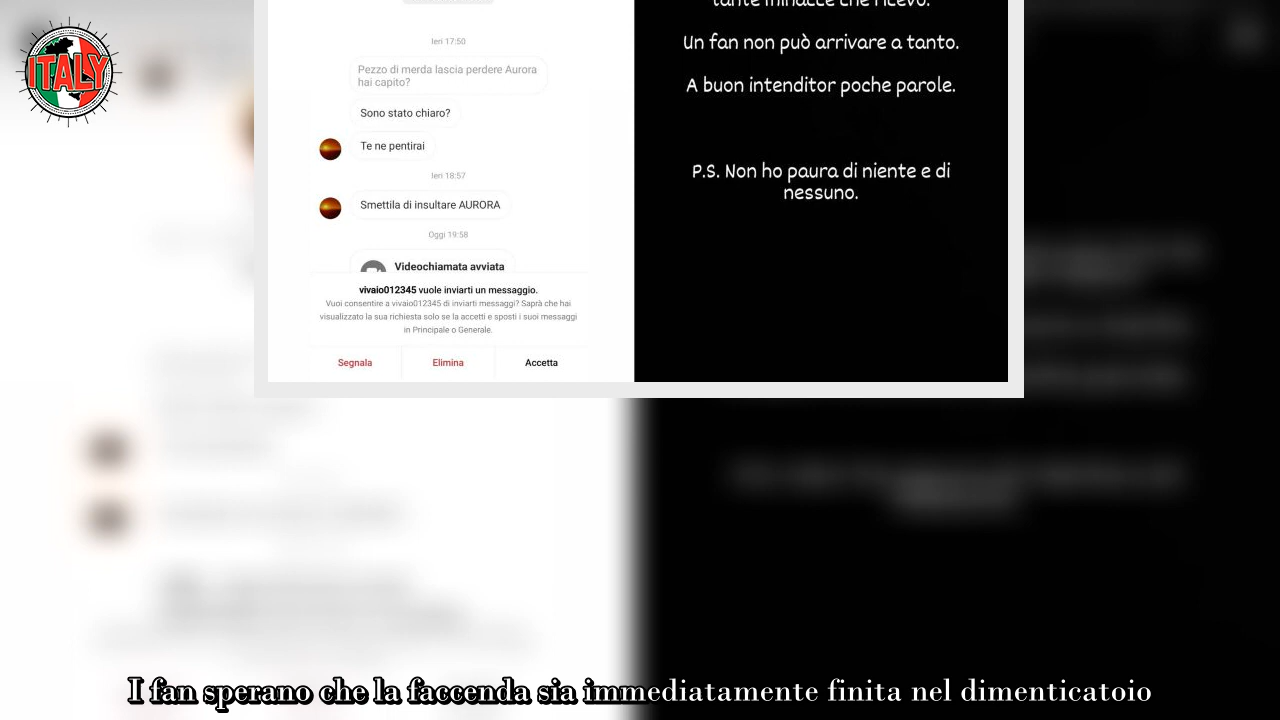 ITALY
Ieri 17:50
Pezzo di merda lascia perdere Aurora
hai capito?
Sono stato chiaro?
Te ne pentirai
Ieri 18:57
Smettila di insultare AURORA
Oggi 19:58
Videochiamata avviata
vivaio012345 vuole inviarti un messaggio.
Vuoi consentire a vivaio012345 di inviarti messaggi? Saprà che hai
visualizzato la sua richiesta solo se la accetti e sposti i suoi messaggi
in Principale o Generale.
Segnala Elimina Accetta
tante minacce che ricevo.
Un fan non può arrivare a tanto.
A buon intenditor poche parole.
P.S. Non ho paura di niente e di
nessuno.
I fan sperano che la faccenda sia immediatamente finita nel dimenticatoio